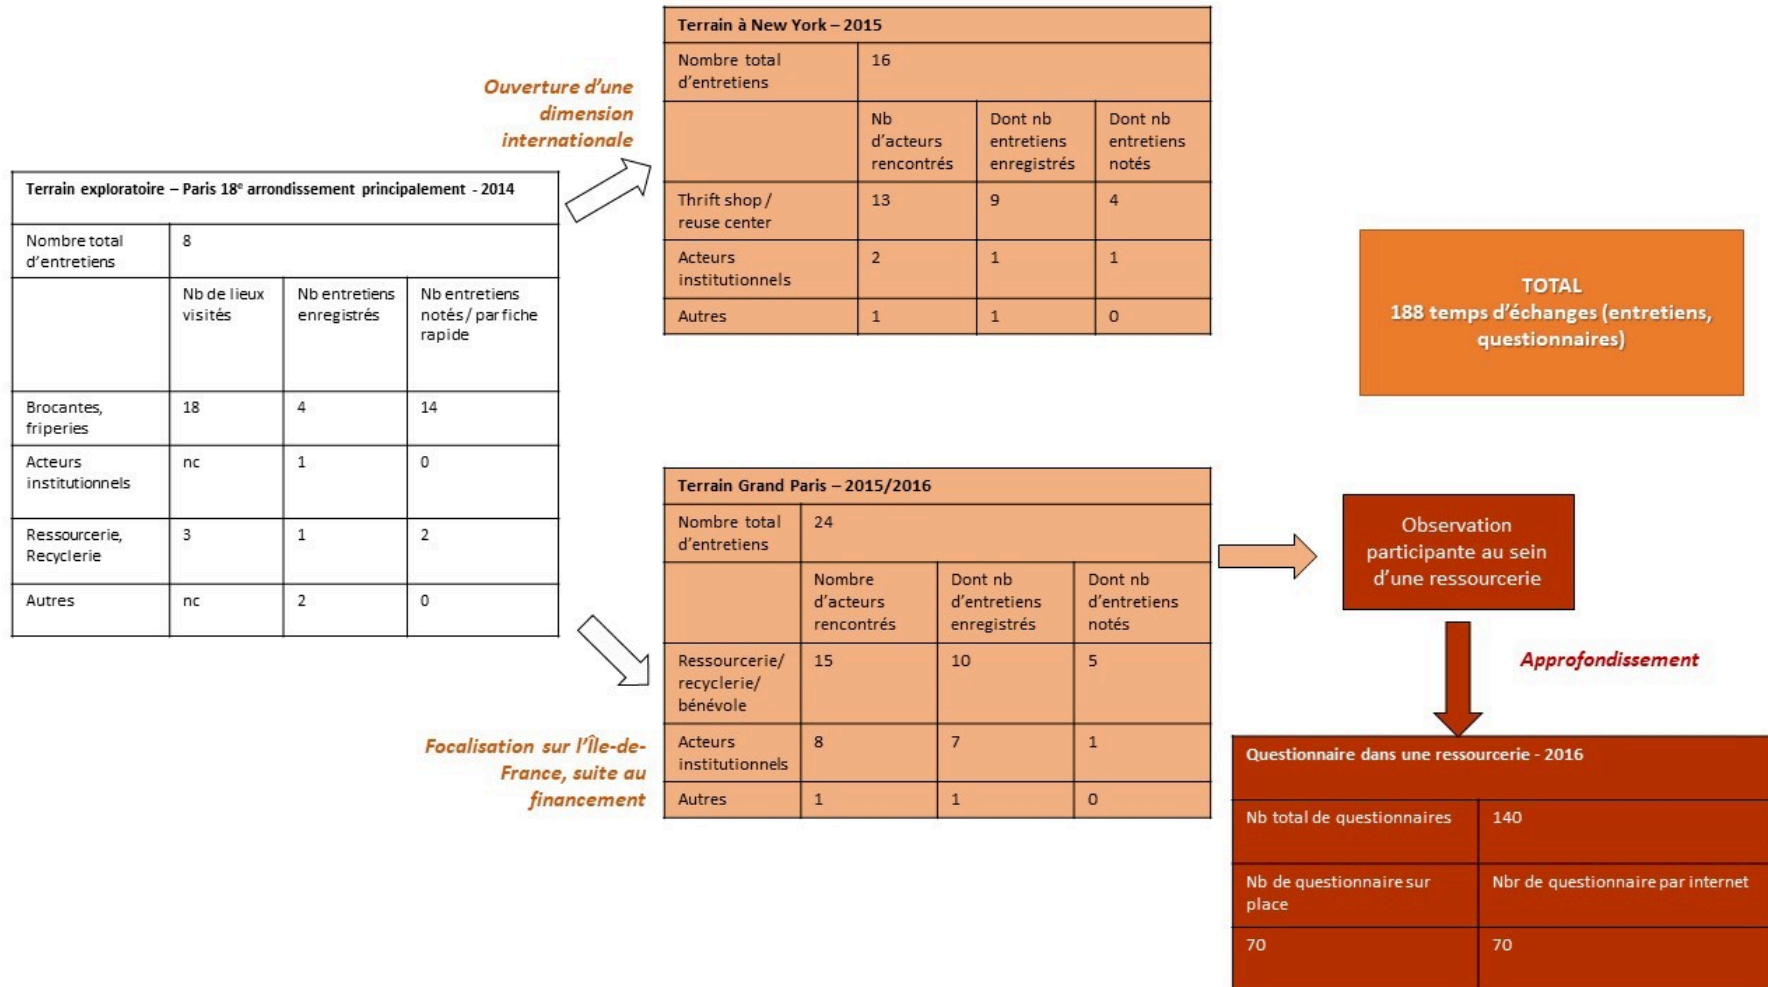 Terrain exploratoire – Paris 18e arrondissement principalement - 2014
Nombre total
d'entretiens
8
Nb de lieux
visités
Nb entretiens
enregistrés
Nb entretiens
notés / par fiche
rapide
Brocantes,
friperies
18
4
14
Acteurs
institutionnels
nc
1
0
Ressourcerie,
Recyclerie
3
1
2
Autres
nc
2
0
Ouverture d'une
dimension
internationale
Terrain à New York – 2015
Nombre total
d'entretiens
16
Nb
d'acteurs
rencontrés
Dont nb
entretiens
enregistrés
Dont nb
entretiens
notés
Thrift shop /
reuse center
13
9
4
Acteurs
institutionnels
2
1
1
Autres
1
1
0
TOTAL
188 temps d'échanges (entretiens,
questionnaires)
Focalisation sur l'Île-de-
France, suite au
financement
Terrain Grand Paris – 2015/2016
Nombre total
d'entretiens
24
Nombre
d'acteurs
rencontrés
Dont nb
d'entretiens
enregistrés
Dont nb
d'entretiens
notés
Ressourcerie/
recyclerie/
bénévole
15
10
5
Acteurs
institutionnels
8
7
1
Autres
1
1
0
Observation
participante au sein
d'une ressourcerie
Approfondissement
Questionnaire dans une ressourcerie - 2016
Nb total de questionnaires
140
Nb de questionnaire sur
place
Nbr de questionnaire par internet
70
70